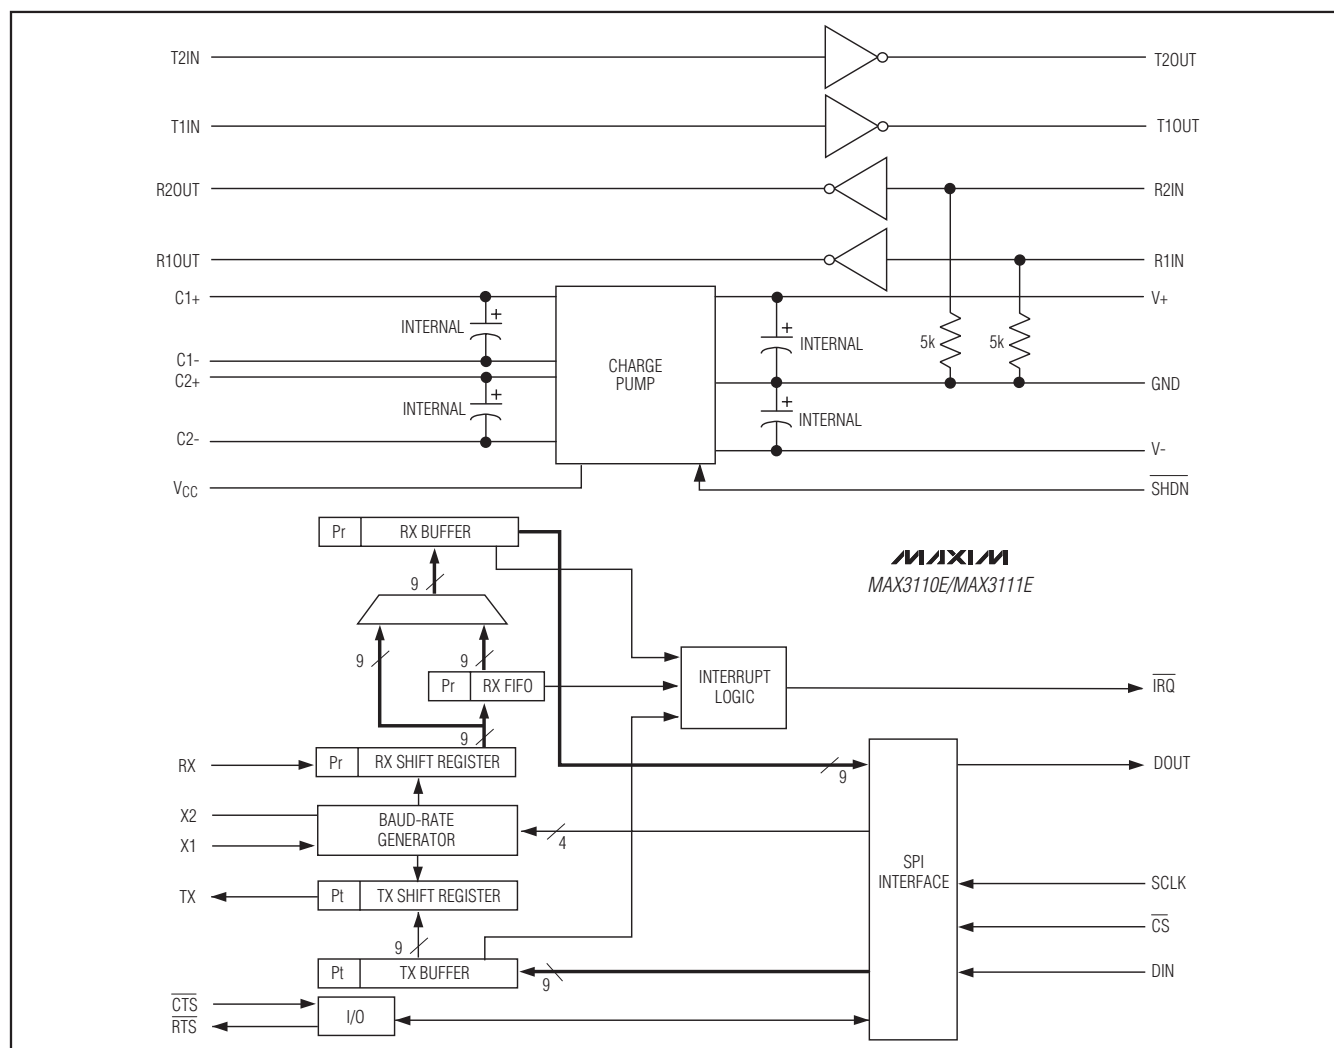 T2IN
T2OUT
T1IN
T1OUT
R2OUT
R2IN
R1OUT
R1IN
C1+
V+
+
INTERNAL
+
INTERNAL
5k
5k
C1-
C2+
CHARGE
PUMP
GND
+
INTERNAL
+
INTERNAL
C2-
V-
VCC
SHDN
Pr
RX BUFFER
MAXIM
MAX3110E/MAX3111E
9
9
9
Pr
RX FIFO
INTERRUPT
LOGIC
IRQ
9
RX
Pr
RX SHIFT REGISTER
9
DOUT
X2
BAUD-RATE
GENERATOR
X1
4
SPI
INTERFACE
TX
Pt
TX SHIFT REGISTER
SCLK
9
CS
Pt
TX BUFFER
9
DIN
CTS
I/O
RTS